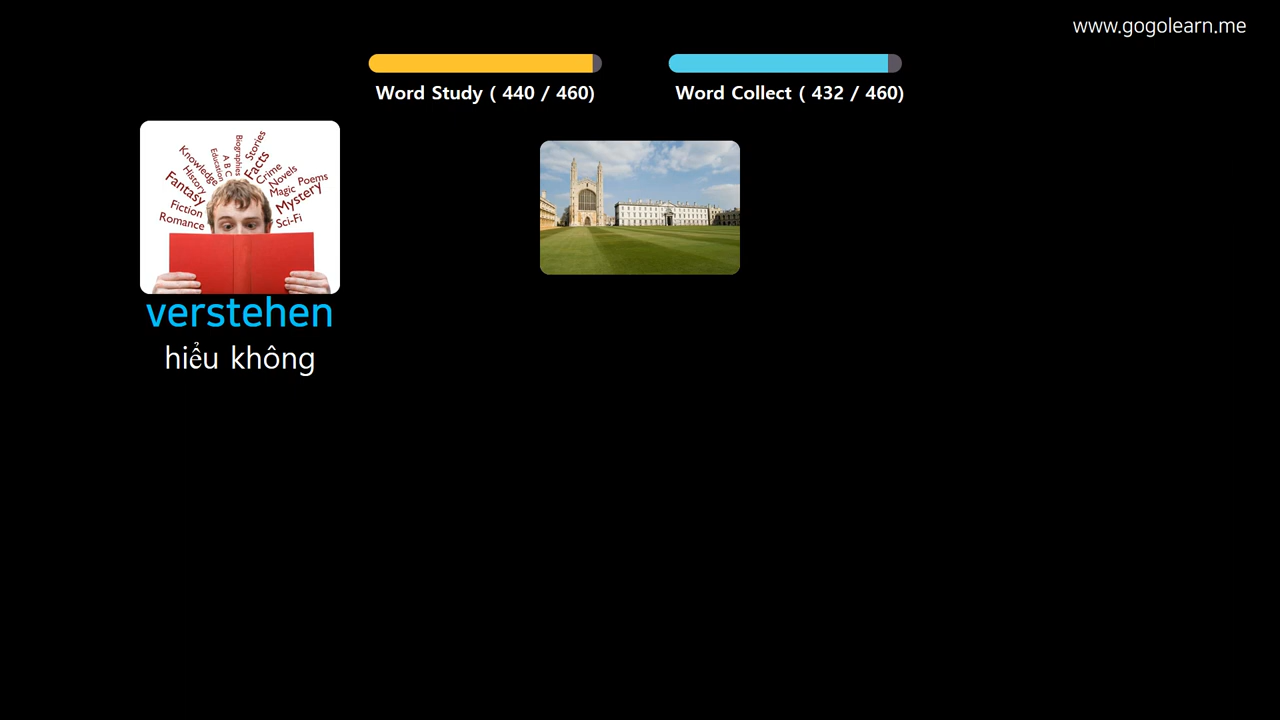 www.gogolearn.me
Word Study ( 440 / 460)
Word Collect ( 432 / 460)
Stories
Biographies
Facts
A B C
Crime
Education
Knowledge
Novels
History
Magic
Poems
Fantasy
Mystery
Fiction
Sci-Fi
Romance
verstehen
hiểu không